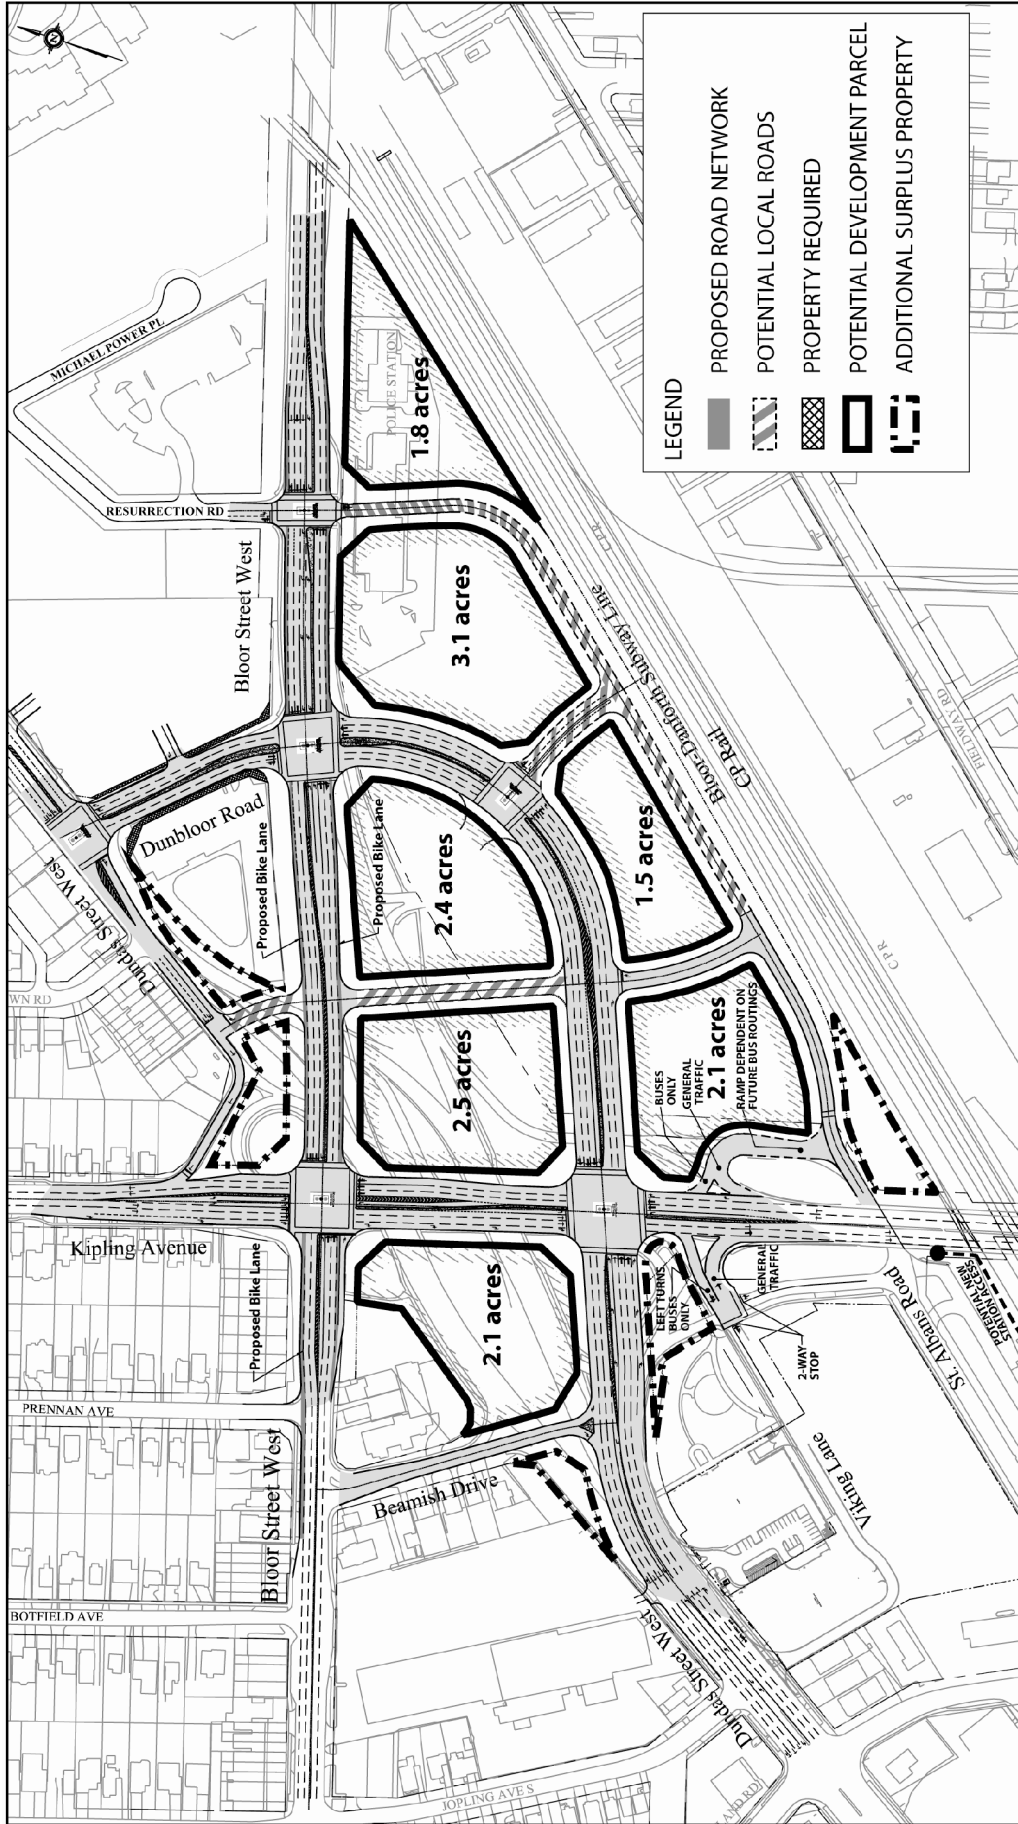 N
MICHAEL POWER PL
RESURRECTION RD
Bloor Street West
POLICE STATION
1.8 acres
3.1 acres
C.P.R.
Bloor-Danforth Subway Line
CP Rail
FIELDWAY RD
Dunbloor Road
Dundas Street West
Proposed Bike Lane
Proposed Bike Lane
2.4 acres
1.5 acres
WN RD
2.5 acres
2.1 acres
BUSES
ONLY
GENERAL
TRAFFIC
RAMP DEPENDENT ON
FUTURE BUS ROUTINGS
C.P.R.
Kipling Avenue
Proposed Bike Lane
2.1 acres
LEFT TURNS
BUSES
ONLY
GENERAL
TRAFFIC
2-WAY
STOP
POTENTIAL NEW
STATION ACCESS
St. Albans Road
PRENNAN AVE
Bloor Street West
Beamish Drive
Viking Lane
BOTFIELD AVE
Dundas Street West
JOPLING AVE S
LAND RD
LEGEND
PROPOSED ROAD NETWORK
POTENTIAL LOCAL ROADS
PROPERTY REQUIRED
POTENTIAL DEVELOPMENT PARCEL
ADDITIONAL SURPLUS PROPERTY